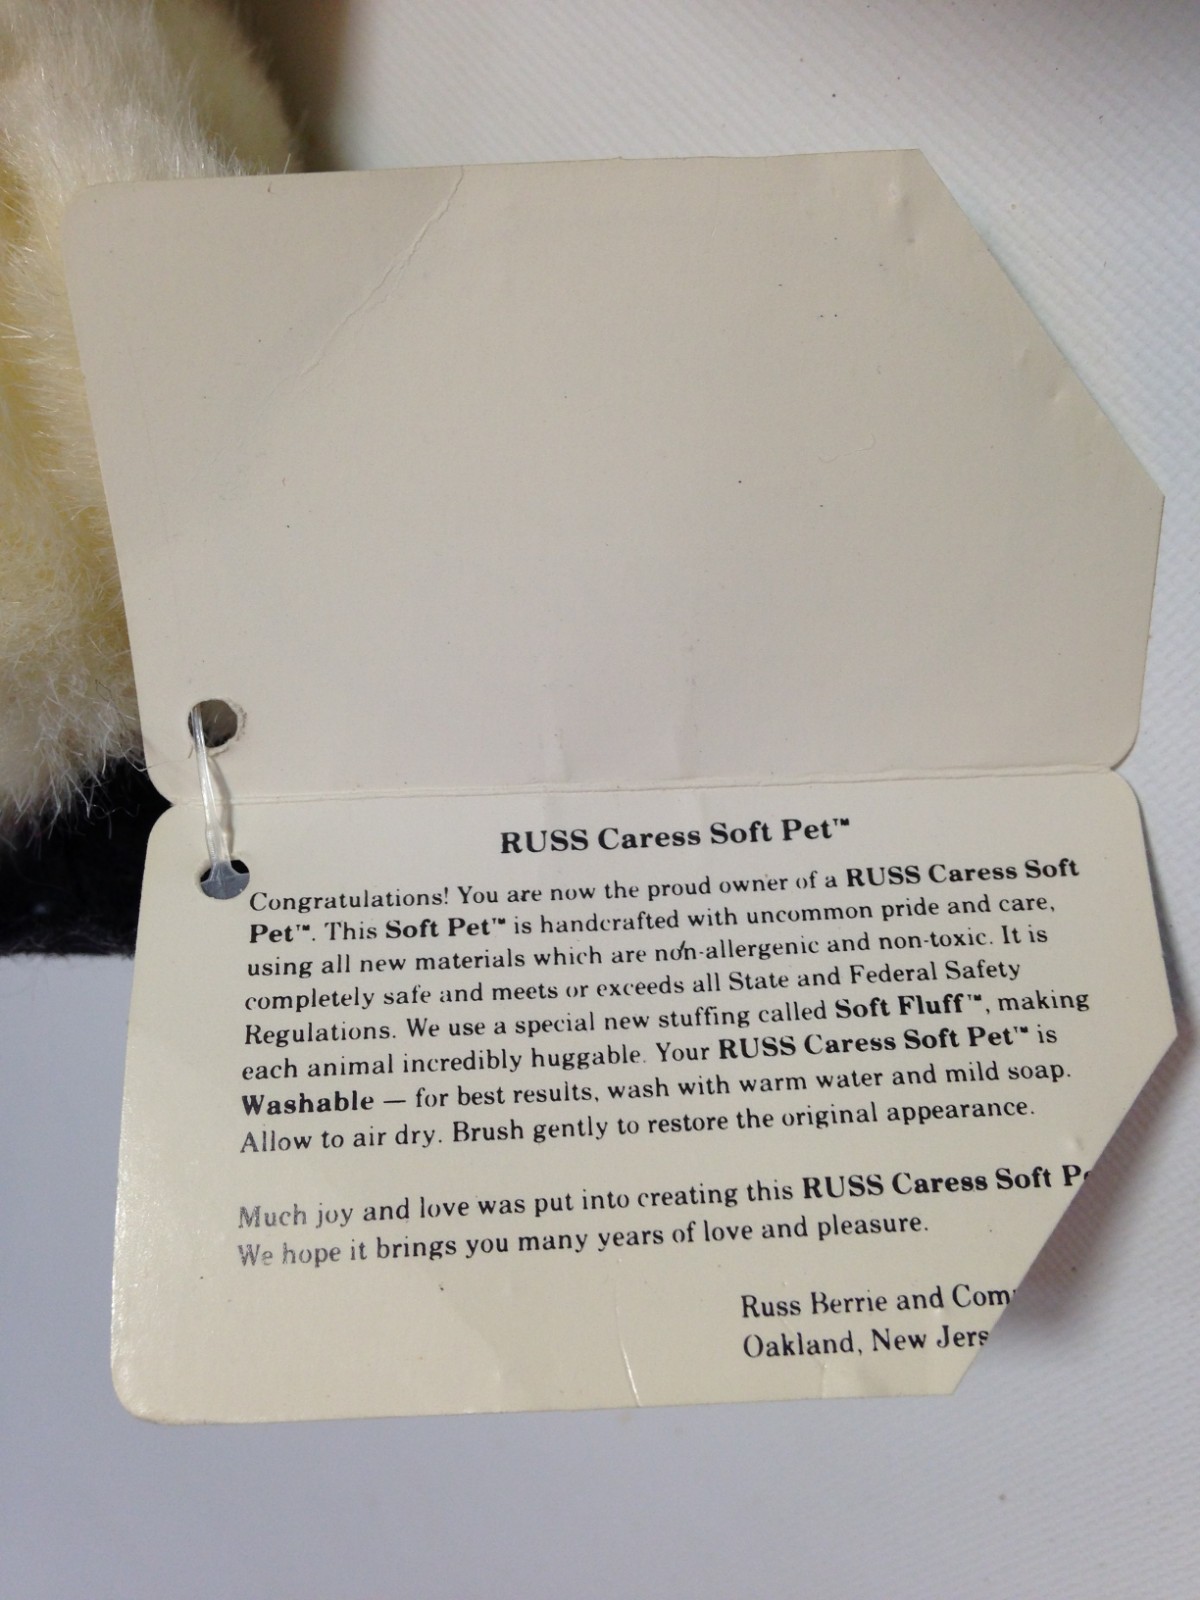 RUSS Caress Soft Pet™
Congratulations! You are now the proud owner of a RUSS Caress Soft
Pet™. This Soft Pet™ is handcrafted with uncommon pride and care,
using all new materials which are non-allergenic and non-toxic. It is
completely safe and meets or exceeds all State and Federal Safety
Regulations. We use a special new stuffing called Soft Fluff™, making
each animal incredibly huggable. Your RUSS Caress Soft Pet™ is
Washable — for best results, wash with warm water and mild soap.
Allow to air dry. Brush gently to restore the original appearance.
Much joy and love was put into creating this RUSS Caress Soft
We hope it brings you many years of love and pleasure.
Russ Berrie and
Oakland, New